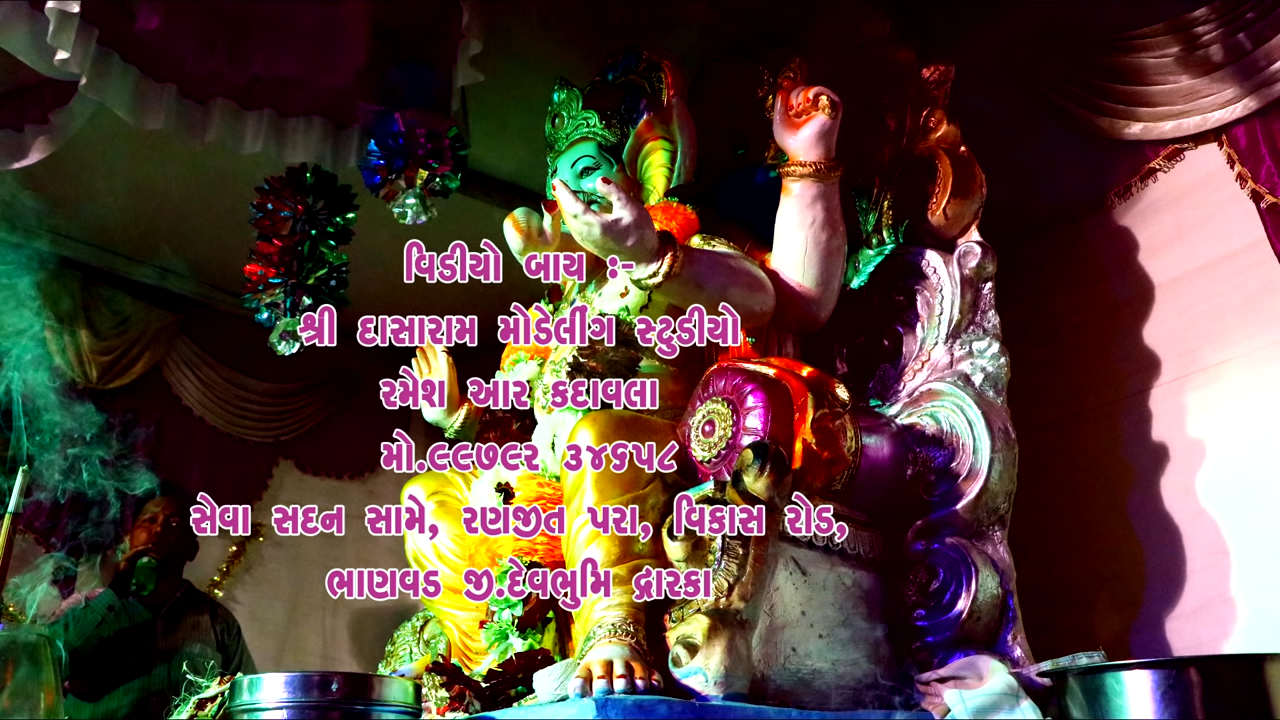 વિડીયો બાય :-
શ્રી દાસારામ મોડેલીંગ સ્ટુડીયો
રમેશ આર કદાવલા
મો.૯૯૭૯૨ ૩૪૬૫૮
સેવા સદન સામે, રણજીત પરા, વિકાસ રોડ,
ભાણવડ જી.દેવભુમિ દ્વારકા